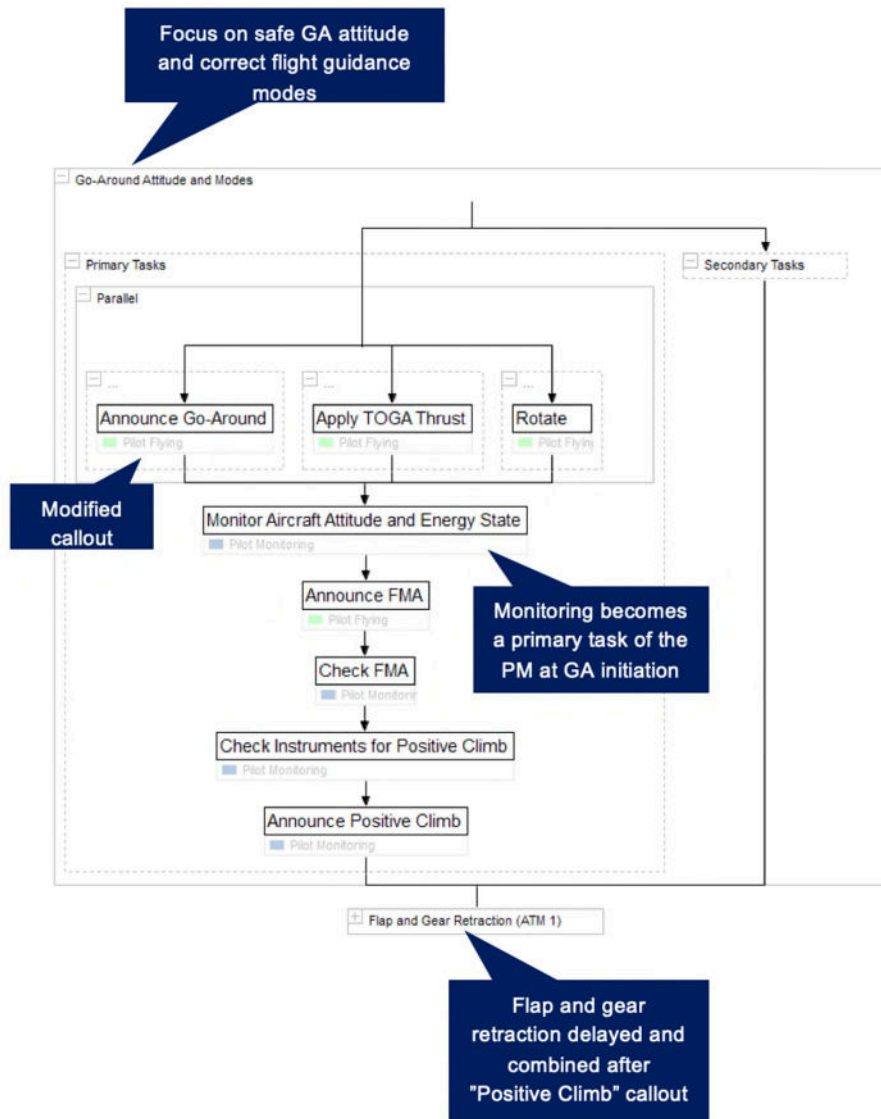 Focus on safe GA attitude
and correct flight guidance
modes
Go-Around Attitude and Modes
Primary Tasks
Secondary Tasks
Parallel
...
...
...
Announce Go-Around
Apply TOGA Thrust
Rotate
Pilot Flying
Pilot Flying
Pilot Flying
Modified
callout
Monitor Aircraft Attitude and Energy State
Pilot Monitoring
Announce FMA
Pilot Flying
Monitoring becomes
a primary task of the
PM at GA initiation
Check FMA
Pilot Monitorin
Check Instruments for Positive Climb
Pilot Monitoring
Announce Positive Climb
Pilot Monitoring
Flap and Gear Retraction (ATM 1)
Flap and gear
retraction delayed and
combined after
"Positive Climb" callout